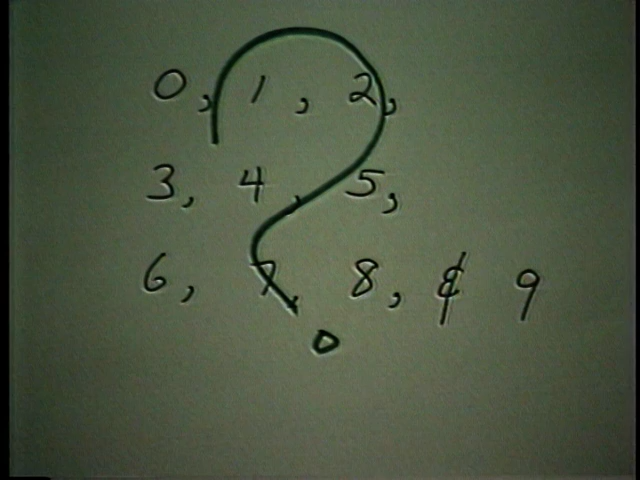 0, 1, 2,
3, 4, 5,
6, 7, 8, & 9
?